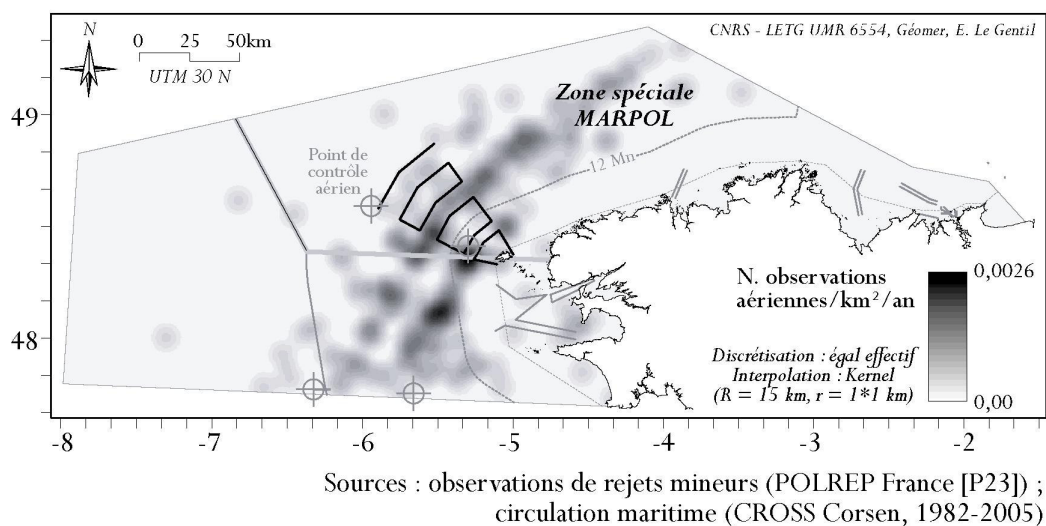 CNRS - LETG UMR 6554, Géomer, E. Le Gentil
N
0 25 50km
UTM 30 N
Zone spéciale
MARPOL
12 Mn
Point de
contrôle
aérien
49
48
N. observations
aériennes/km²/an
0,0026
0,00
Discrétisation : égal effectif
Interpolation : Kernel
(R = 15 km, r = 1*1 km)
-8 -7 -6 -5 -4 -3 -2
Sources : observations de rejets mineurs (POLREP France [P23]) ;
circulation maritime (CROSS Corsen, 1982-2005)